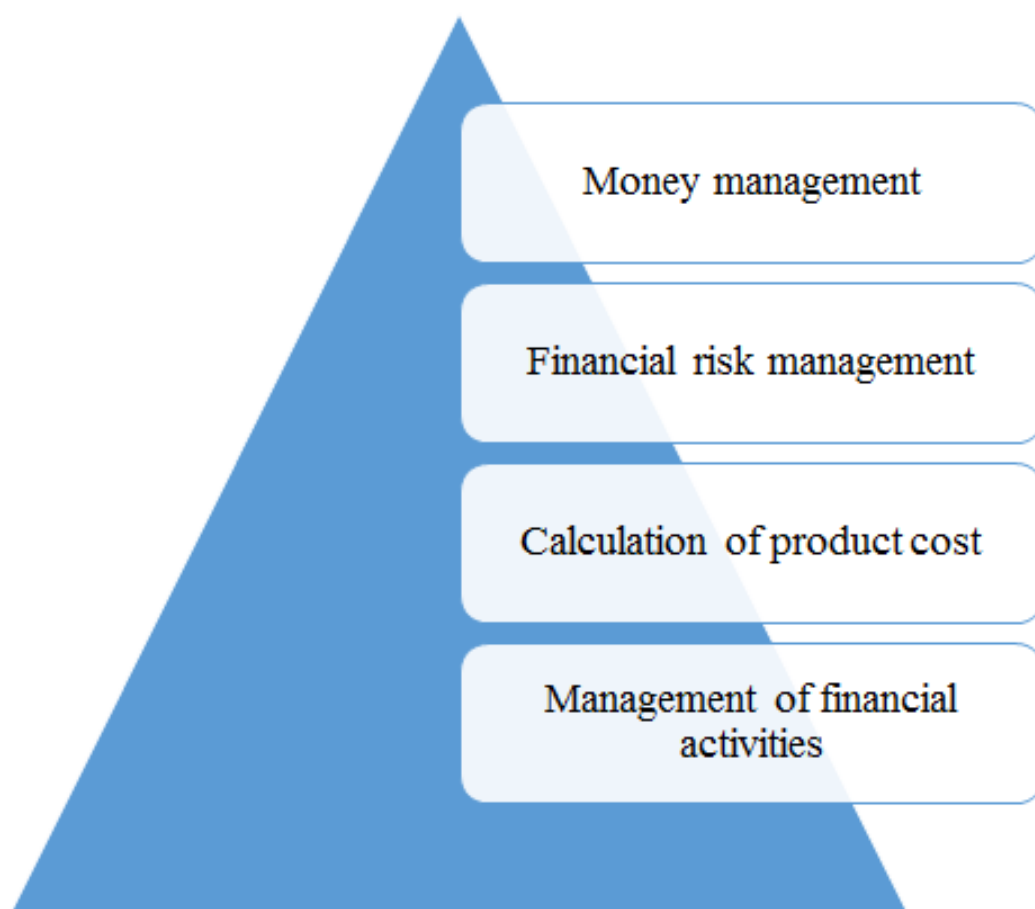 Money management
Financial risk management
Calculation of product cost
Management of financial
activities